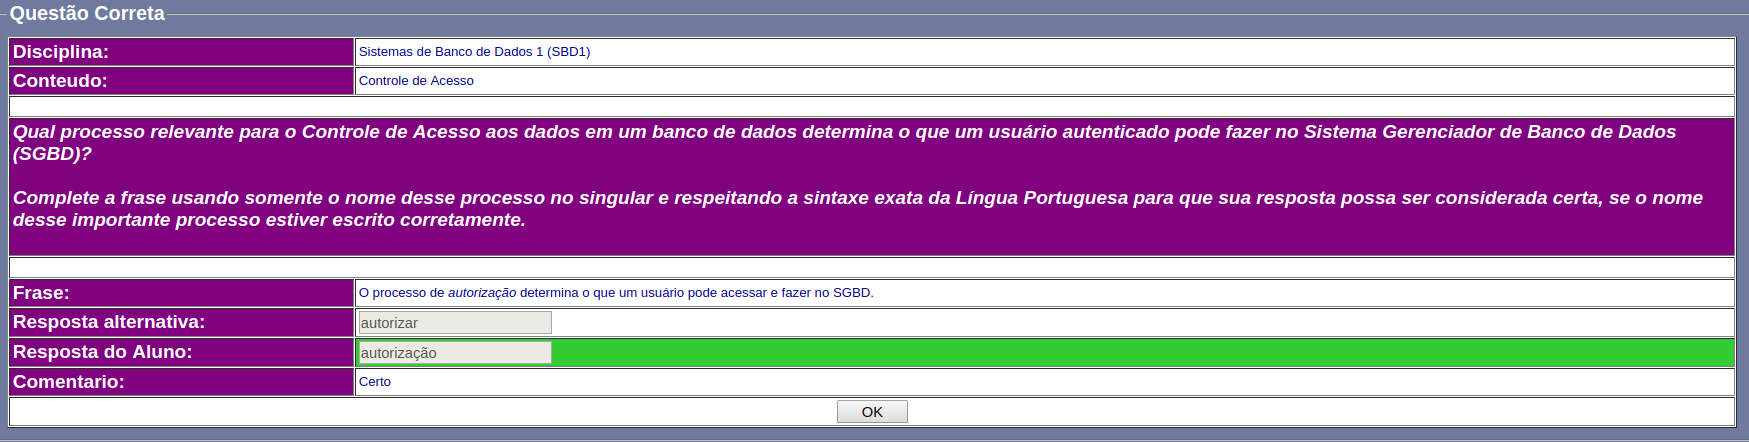 Questão Correta
Disciplina: Sistemas de Banco de Dados 1 (SBD1)
Conteudo: Controle de Acesso
Qual processo relevante para o Controle de Acesso aos dados em um banco de dados determina o que um usuário autenticado pode fazer no Sistema Gerenciador de Banco de Dados
(SGBD)?
Complete a frase usando somente o nome desse processo no singular e respeitando a sintaxe exata da Língua Portuguesa para que sua resposta possa ser considerada certa, se o nome
desse importante processo estiver escrito corretamente.
Frase: O processo de autorização determina o que um usuário pode acessar e fazer no SGBD.
Resposta alternativa: autorizar
Resposta do Aluno: autorização
Comentario: Certo
OK